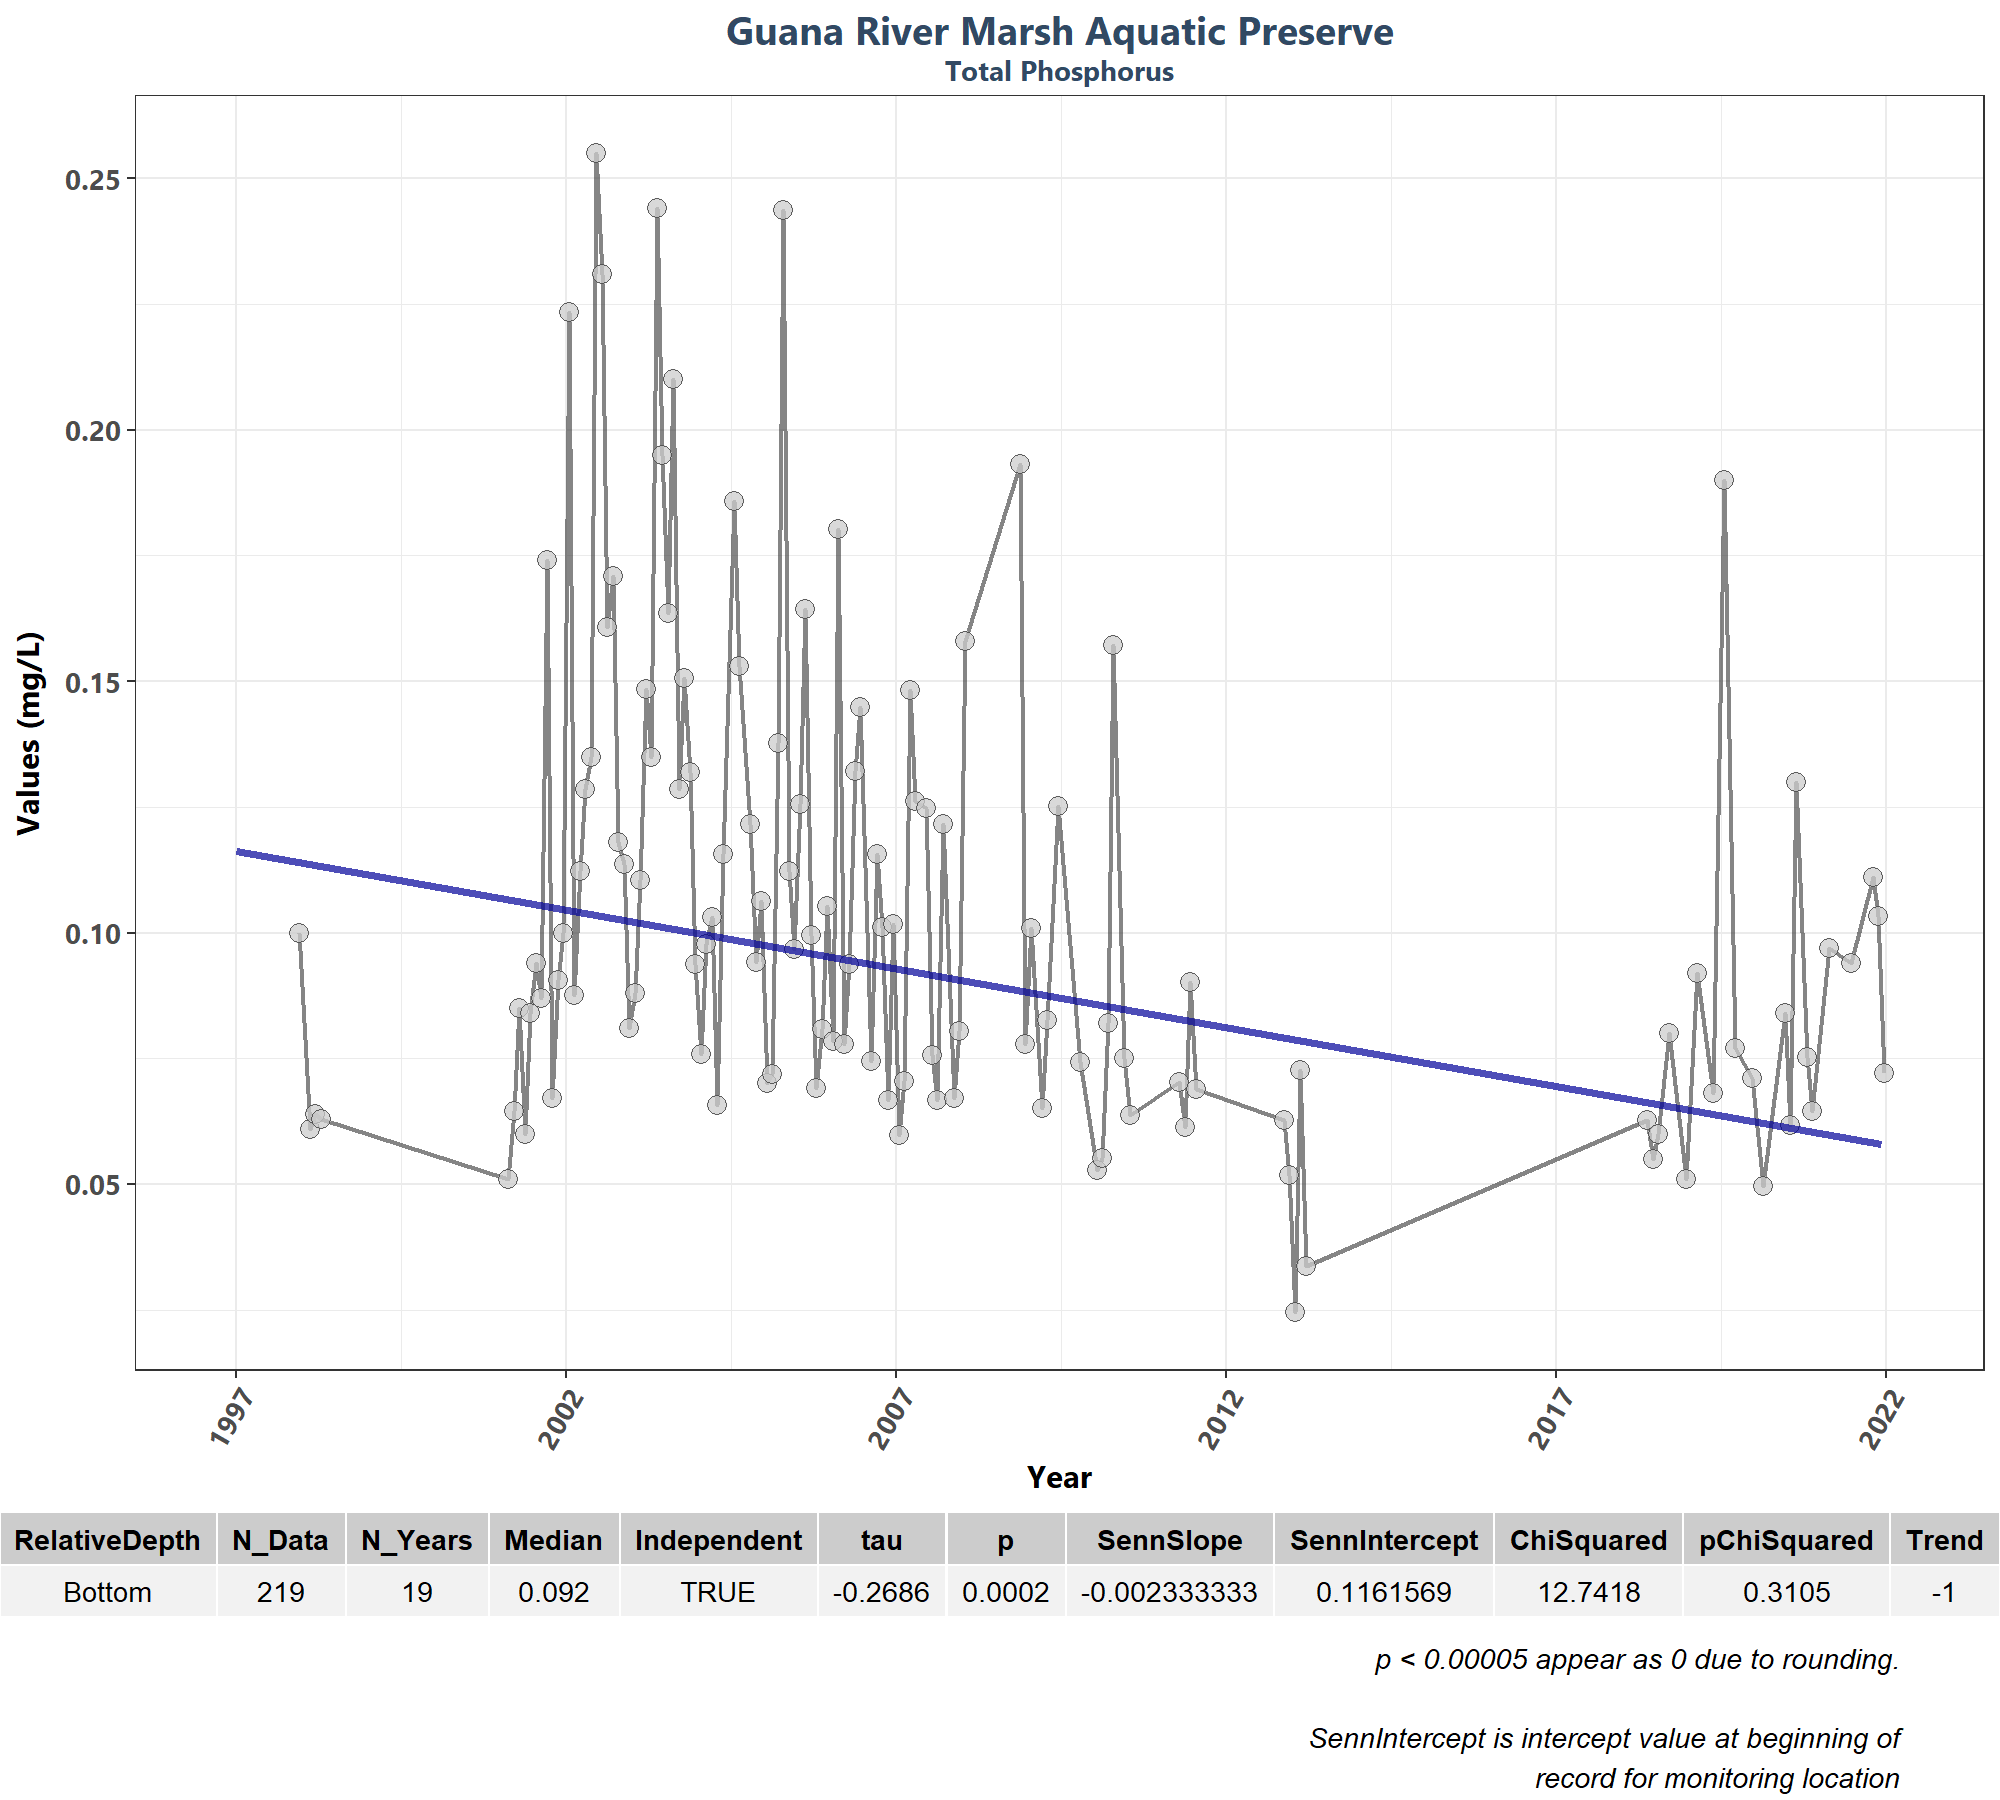 Guana River Marsh Aquatic Preserve
Total Phosphorus
0.25
0.20
0.15
0.10
0.05
Values (mg/L)
1997 2002 2007 2012 2017 2022
Year
RelativeDepth N_Data N_Years Median Independent tau p SennSlope SennIntercept ChiSquared pChiSquared Trend
Bottom 219 19 0.092 TRUE -0.2686 0.0002 -0.002333333 0.1161569 12.7418 0.3105 -1
p < 0.00005 appear as 0 due to rounding.
SennIntercept is intercept value at beginning of
record for monitoring location